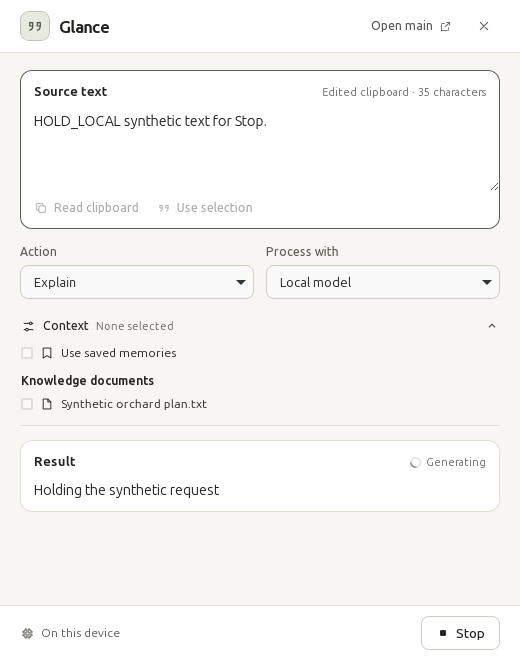 Glance
Open main
Source text
Edited clipboard · 35 characters
HOLD_LOCAL synthetic text for Stop.
Read clipboard
Use selection
Action
Process with
Explain
Local model
Context
None selected
Use saved memories
Knowledge documents
Synthetic orchard plan.txt
Result
Generating
Holding the synthetic request
On this device
Stop